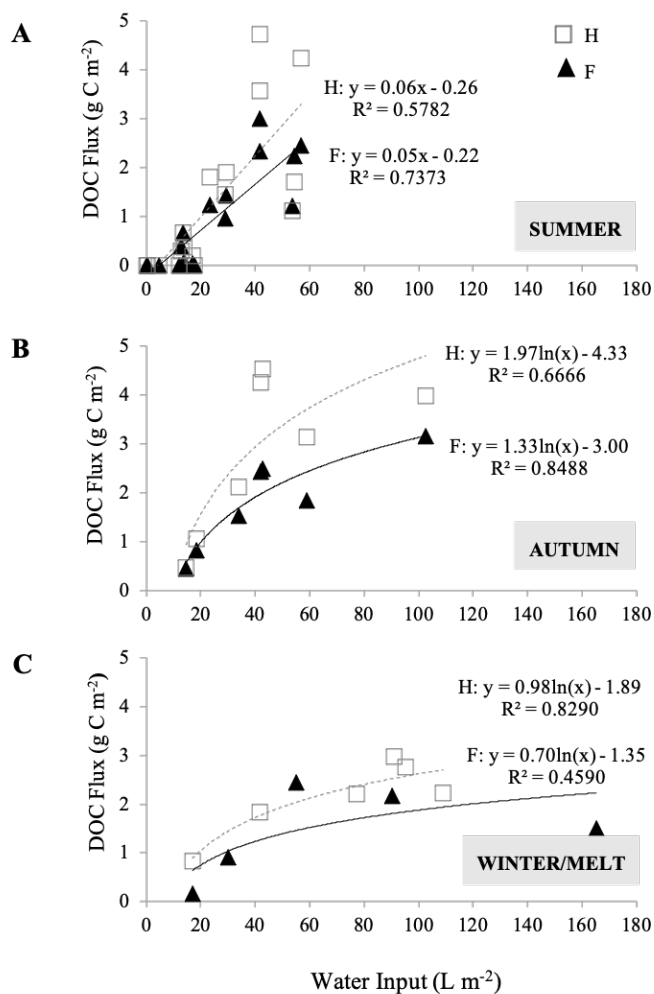 A
DOC Flux (g C m-2)
5
4
3
2
1
0
0 20 40 60 80 100 120 140 160 180
H
F
H: y = 0.06x - 0.26
R² = 0.5782
F: y = 0.05x - 0.22
R² = 0.7373
SUMMER
B
DOC Flux (g C m-2)
5
4
3
2
1
0
0 20 40 60 80 100 120 140 160 180
H: y = 1.97ln(x) - 4.33
R² = 0.6666
F: y = 1.33ln(x) - 3.00
R² = 0.8488
AUTUMN
C
DOC Flux (g C m-2)
5
4
3
2
1
0
0 20 40 60 80 100 120 140 160 180
H: y = 0.98ln(x) - 1.89
R² = 0.8290
F: y = 0.70ln(x) - 1.35
R² = 0.4590
WINTER/MELT
Water Input (L m-2)